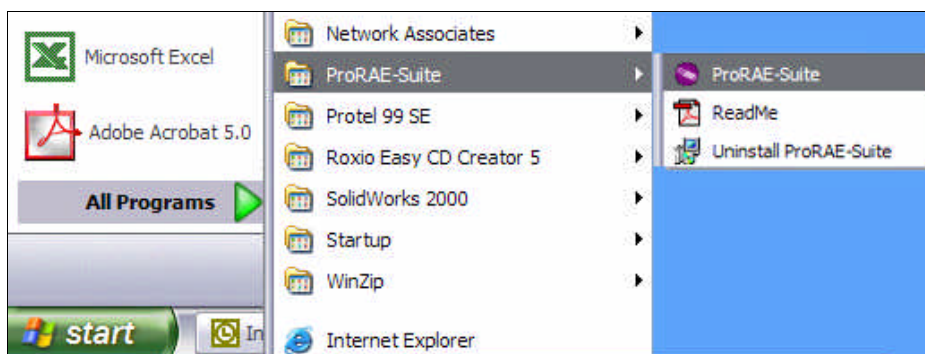 Microsoft Excel
Adobe Acrobat 5.0
All Programs
start
In
Network Associates
ProRAE-Suite
Protel 99 SE
Roxio Easy CD Creator 5
SolidWorks 2000
Startup
WinZip
Internet Explorer
ProRAE-Suite
ReadMe
Uninstall ProRAE-Suite